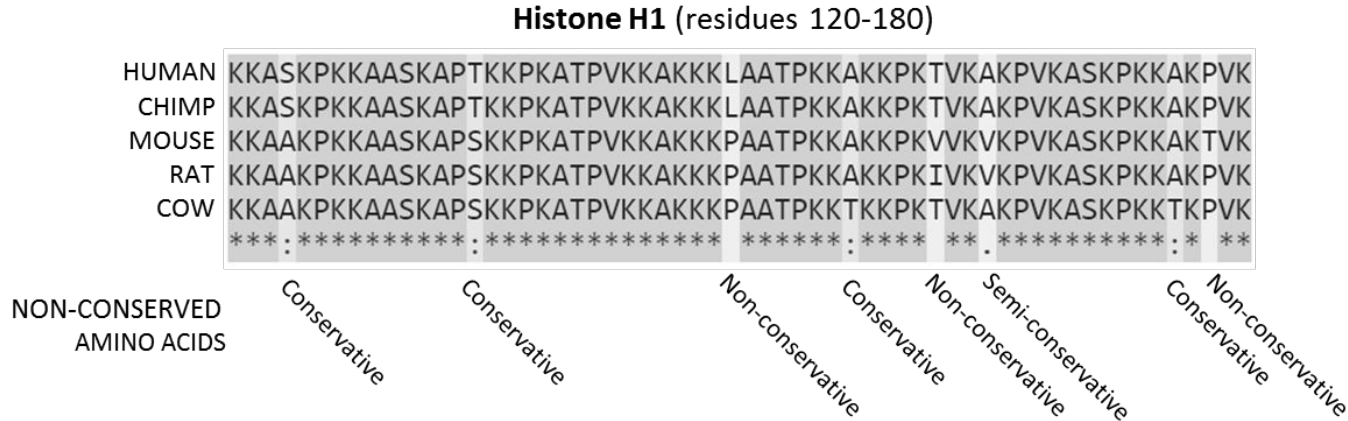 Histone H1 (residues 120-180)
HUMAN KKASKPKKAASKAPTKKPKATPVKKAKKKLAATPKKAKKPKTVKAKPVKASKPKKAKPVK
CHIMP KKASKPKKAASKAPTKKPKATPVKKAKKKLAATPKKAKKPKTVKAKPVKASKPKKAKPVK
MOUSE KKAAKPKKAASKAPSKKPKATPVKKAKKKPAATPKKAKKPKVVKVKPVKASKPKKAKTVK
RAT KKAAKPKKAASKAPSKKPKATPVKKAKKKPAATPKKAKKPKIVKVKPVKASKPKKAKPVK
COW KKAAKPKKAASKAPSKKPKATPVKKAKKKPAATPKKTKKPKTVKAKPVKASKPKKTKPVK
***:**********:************** ******:**** **.**********:* **
NON-CONSERVED
AMINO ACIDS
Conservative
Conservative
Non-conservative
Conservative
Non-conservative
Semi-conservative
Conservative
Non-conservative